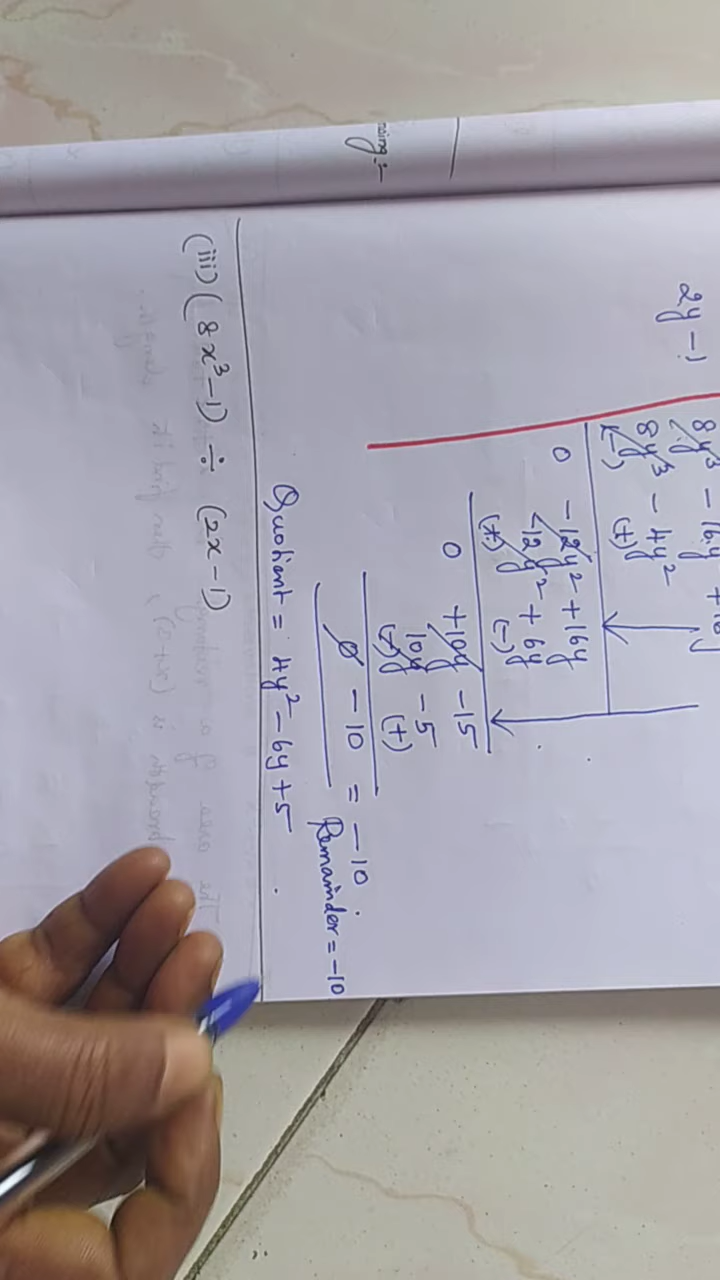 2y - 1
8y³ - 16y
8y³ - 4y²
(-) (+)
0 - 12y² + 16y
-12y² + 6y
(+) (-)
0 + 10y - 15
10y - 5
(-) (+)
0 - 10 = -10
Remainder = -10
Quotient = 4y² - 6y + 5
(iii) (8x³ - 1) ÷ (2x - 1)